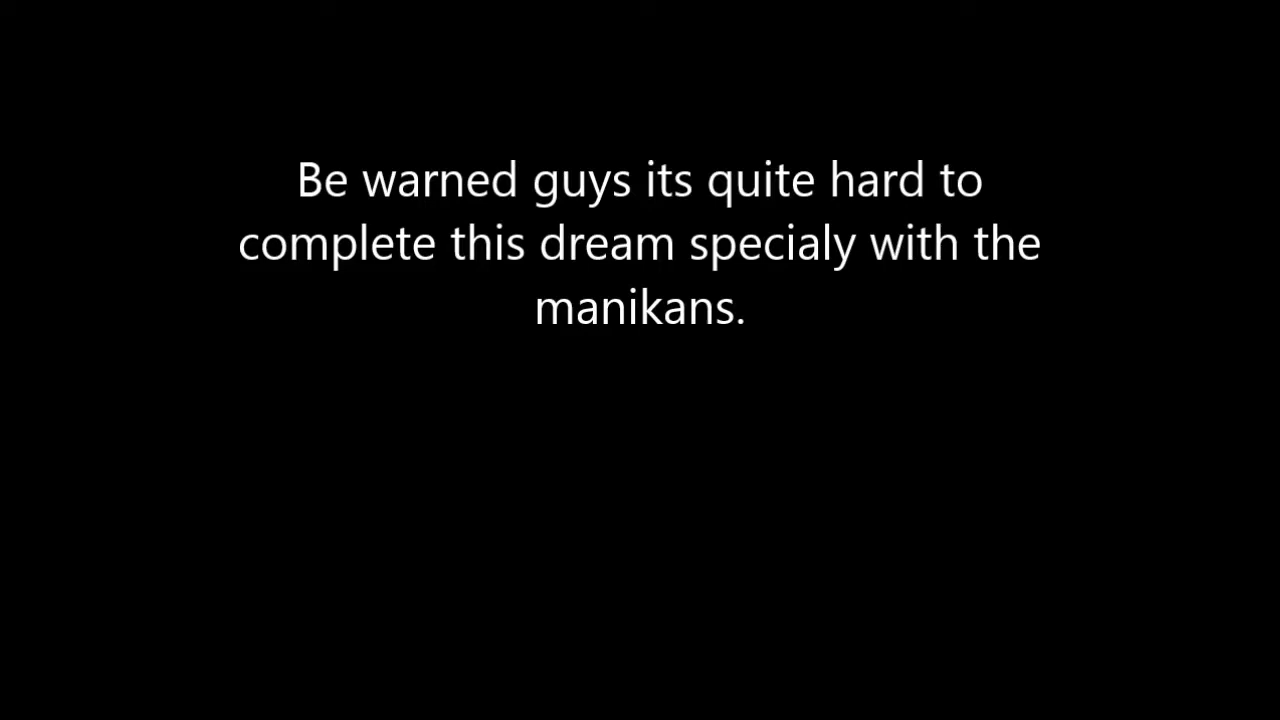 Be warned guys its quite hard to
complete this dream specialy with the
manikans.